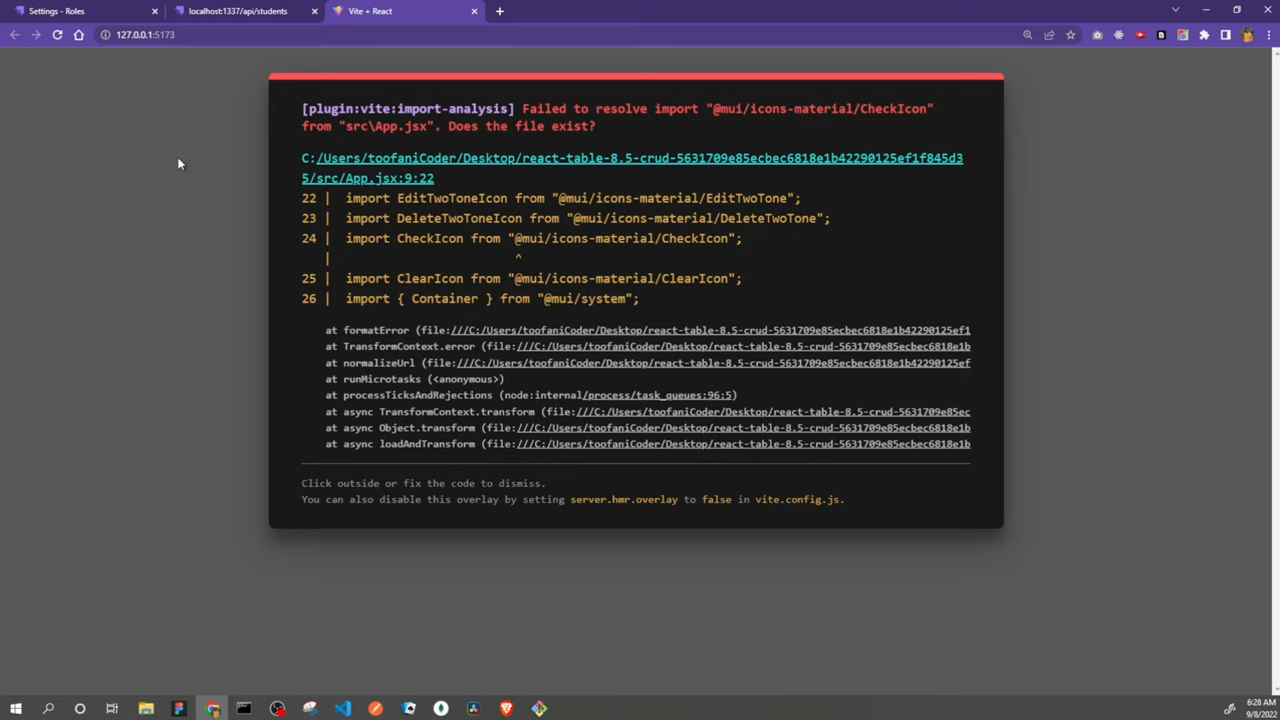 Settings - Roles
localhost:1337/api/students
Vite + React
127.0.0.1:5173
[plugin:vite:import-analysis] Failed to resolve import "@mui/icons-material/CheckIcon"
from "src\App.jsx". Does the file exist?
C:/Users/toofaniCoder/Desktop/react-table-8.5-crud-5631709e85ecbec6818e1b42290125ef1f845d3
5/src/App.jsx:9:22
22 | import EditTwoToneIcon from "@mui/icons-material/EditTwoTone";
23 | import DeleteTwoToneIcon from "@mui/icons-material/DeleteTwoTone";
24 | import CheckIcon from "@mui/icons-material/CheckIcon";
| ^
25 | import ClearIcon from "@mui/icons-material/ClearIcon";
26 | import { Container } from "@mui/system";
at formatError (file:///C:/Users/toofaniCoder/Desktop/react-table-8.5-crud-5631709e85ecbec6818e1b42290125ef1
at TransformContext.error (file:///C:/Users/toofaniCoder/Desktop/react-table-8.5-crud-5631709e85ecbec6818e1b
at normalizeUrl (file:///C:/Users/toofaniCoder/Desktop/react-table-8.5-crud-5631709e85ecbec6818e1b42290125ef
at runMicrotasks (<anonymous>)
at processTicksAndRejections (node:internal/process/task_queues:96:5)
at async TransformContext.transform (file:///C:/Users/toofaniCoder/Desktop/react-table-8.5-crud-5631709e85ec
at async Object.transform (file:///C:/Users/toofaniCoder/Desktop/react-table-8.5-crud-5631709e85ecbec6818e1b
at async loadAndTransform (file:///C:/Users/toofaniCoder/Desktop/react-table-8.5-crud-5631709e85ecbec6818e1b
Click outside or fix the code to dismiss.
You can also disable this overlay by setting server.hmr.overlay to false in vite.config.js.
6:28 AM
9/8/2022